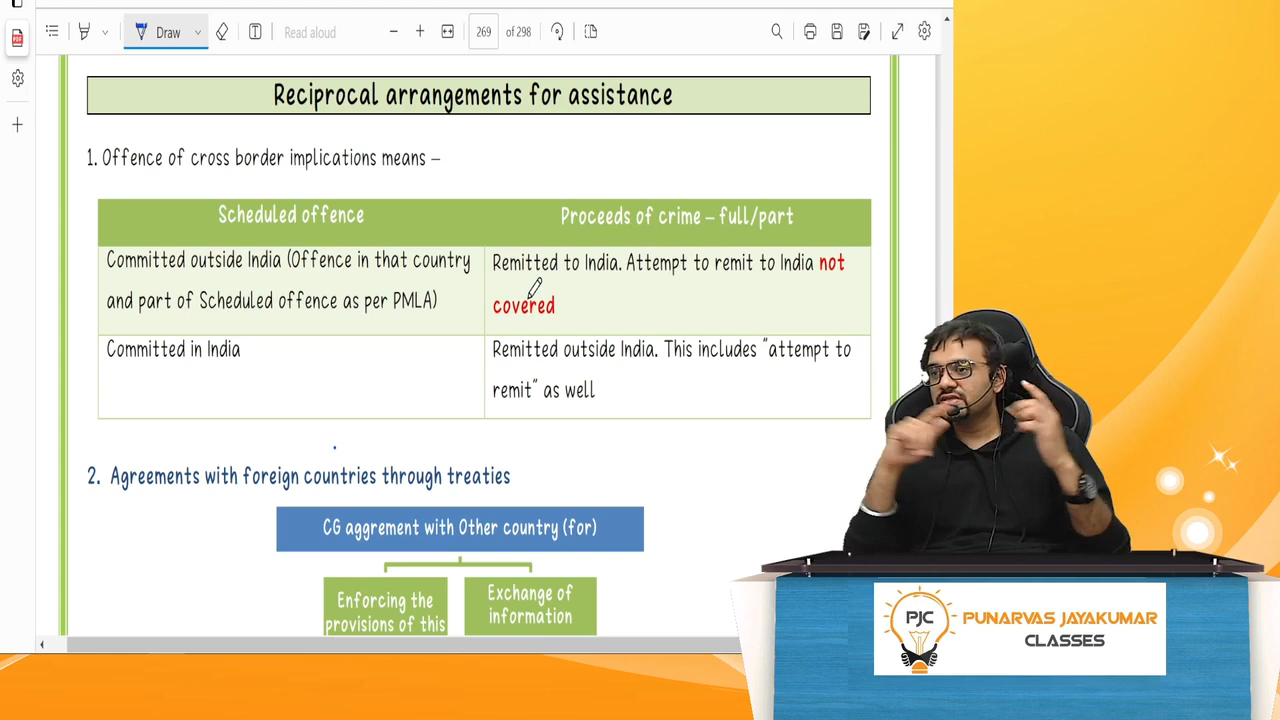 Draw
Read aloud
269
of 298
Reciprocal arrangements for assistance
1. Offence of cross border implications means –
Scheduled offence
Proceeds of crime – full/part
Committed outside India (Offence in that country
and part of Scheduled offence as per PMLA)
Remitted to India. Attempt to remit to India not
covered
Committed in India
Remitted outside India. This includes "attempt to
remit" as well
2. Agreements with foreign countries through treaties
CG aggrement with Other country (for)
Enforcing the
provisions of this
Exchange of
information
PJC
PUNARVAS JAYAKUMAR
CLASSES